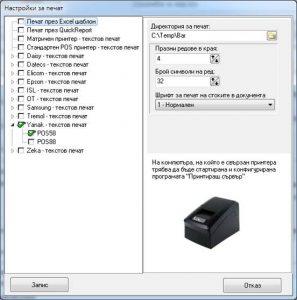 Настройки за печат
Печат през Excel шаблон
Печат през QuickReport
Матричен принтер - текстов печат
Стандартен POS принтер - текстов печат
Daisy - текстов печат
Datecs - текстов печат
Elicom - текстов печат
Epson - текстов печат
ISL - текстов печат
OT - текстов печат
Samsung - текстов печат
Tremol - текстов печат
Yanak - текстов печат
POS58
POS88
Zeka - текстов печат
Директория за печат:
C:\Temp\Bar
Празни редове в края:
4
Брой символи на ред:
32
Шрифт за печат на стоките в документа
1 - Нормален
На компютъра, на който е свързан принтера
трябва да бъде стартирана и конфигурирана
програмата "Принтиращ сървър"
Запис
Отказ